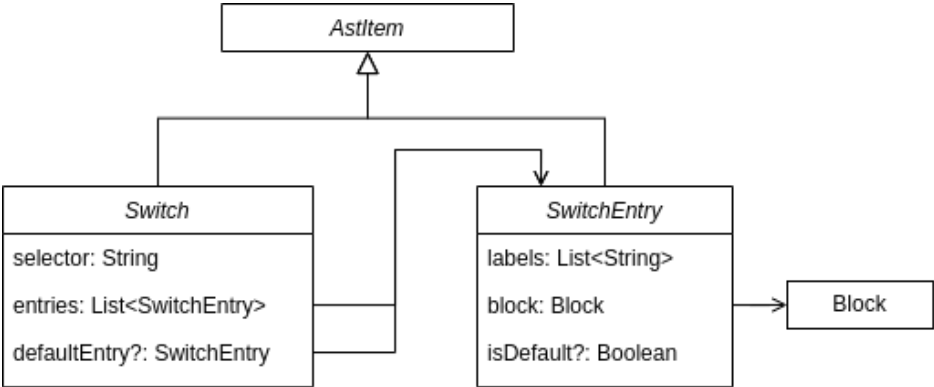 AstItem
Switch
selector: String
entries: List<SwitchEntry>
defaultEntry?: SwitchEntry
SwitchEntry
labels: List<String>
block: Block
isDefault?: Boolean
Block